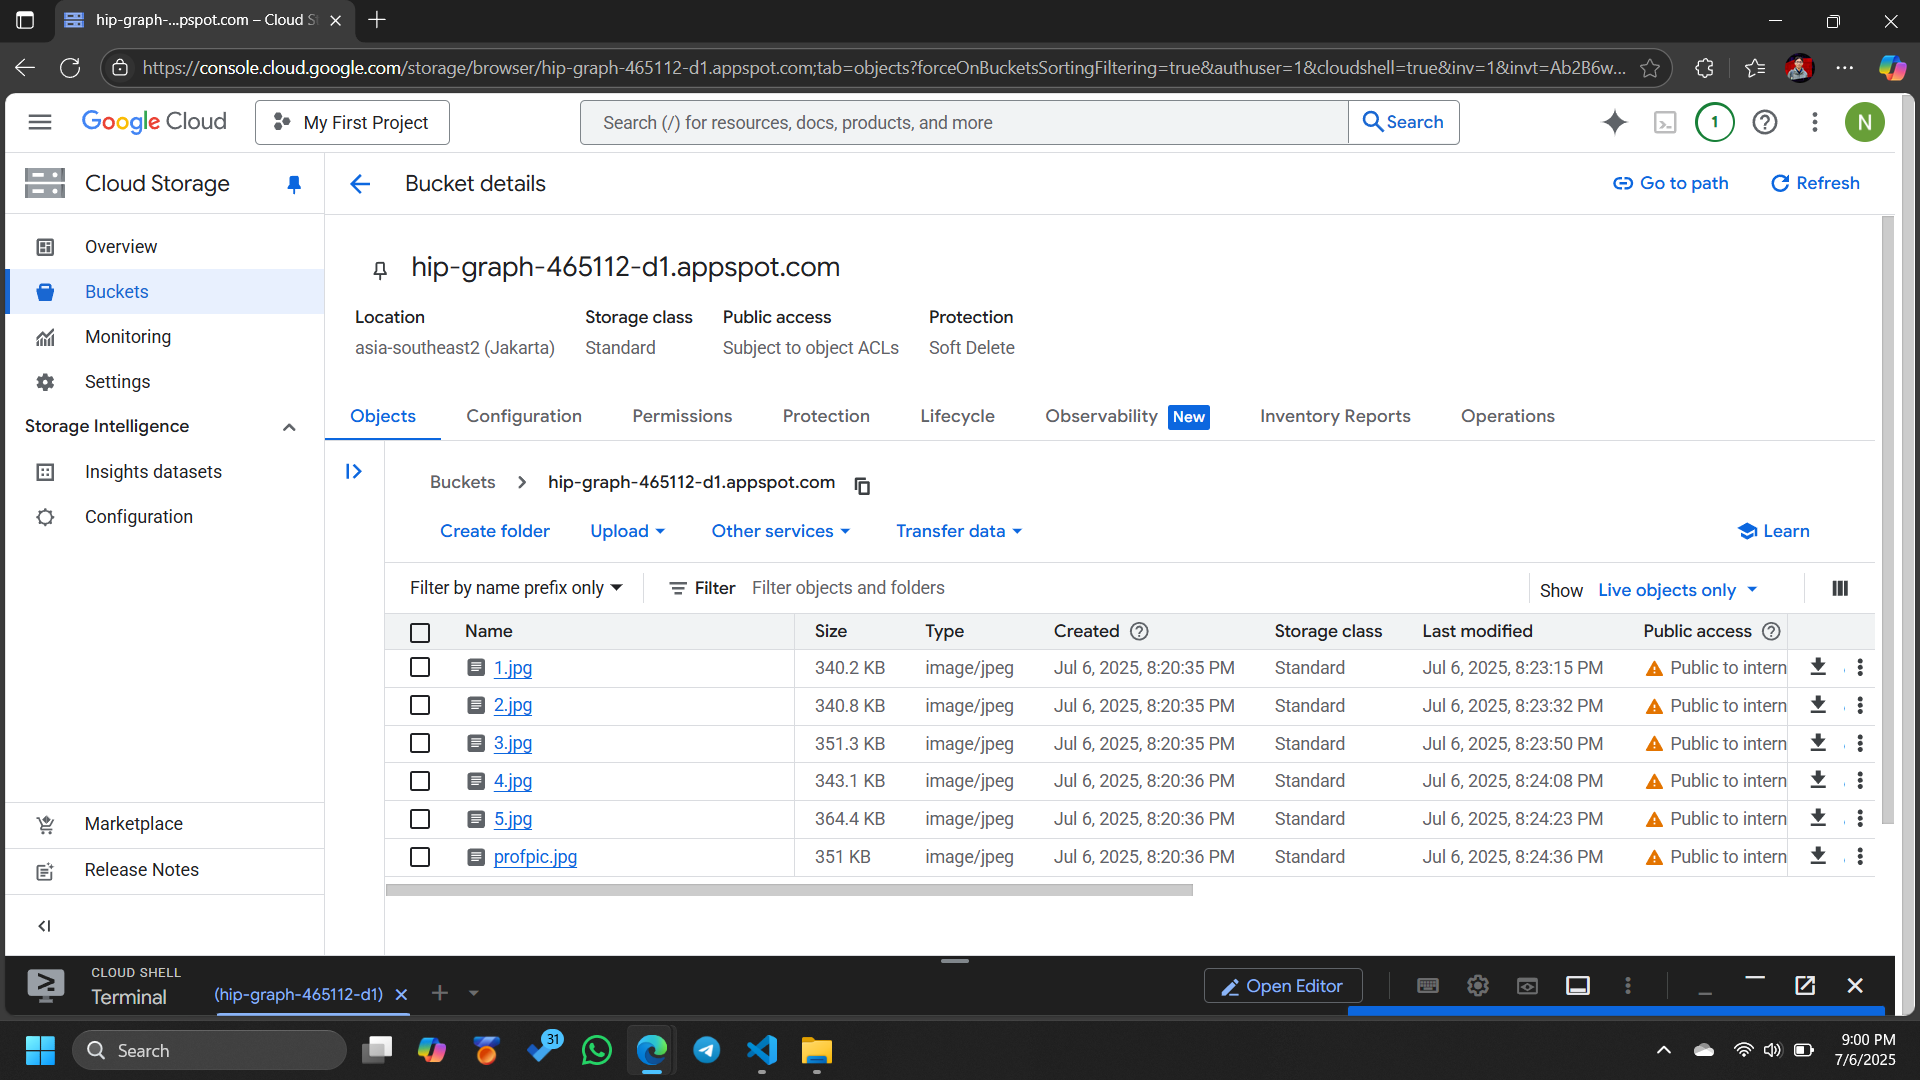 hip-graph-...pspot.com – Cloud S
https://console.cloud.google.com/storage/browser/hip-graph-465112-d1.appspot.com;tab=objects?forceOnBucketsSortingFiltering=true&authuser=1&cloudshell=true&inv=1&invt=Ab2B6w...
Google Cloud
My First Project
Search (/) for resources, docs, products, and more
Search
1
N
Cloud Storage
Bucket details
Go to path
Refresh
Overview
Buckets
Monitoring
Settings
Storage Intelligence
Insights datasets
Configuration
Marketplace
Release Notes
hip-graph-465112-d1.appspot.com
Location Storage class Public access Protection
asia-southeast2 (Jakarta) Standard Subject to object ACLs Soft Delete
Objects Configuration Permissions Protection Lifecycle Observability New Inventory Reports Operations
Buckets > hip-graph-465112-d1.appspot.com
Create folder Upload Other services Transfer data Learn
Filter by name prefix only Filter Filter objects and folders Show Live objects only
Name Size Type Created Storage class Last modified Public access
1.jpg 340.2 KB image/jpeg Jul 6, 2025, 8:20:35 PM Standard Jul 6, 2025, 8:23:15 PM Public to intern
2.jpg 340.8 KB image/jpeg Jul 6, 2025, 8:20:35 PM Standard Jul 6, 2025, 8:23:32 PM Public to intern
3.jpg 351.3 KB image/jpeg Jul 6, 2025, 8:20:35 PM Standard Jul 6, 2025, 8:23:50 PM Public to intern
4.jpg 343.1 KB image/jpeg Jul 6, 2025, 8:20:36 PM Standard Jul 6, 2025, 8:24:08 PM Public to intern
5.jpg 364.4 KB image/jpeg Jul 6, 2025, 8:20:36 PM Standard Jul 6, 2025, 8:24:23 PM Public to intern
profpic.jpg 351 KB image/jpeg Jul 6, 2025, 8:20:36 PM Standard Jul 6, 2025, 8:24:36 PM Public to intern
CLOUD SHELL
Terminal
(hip-graph-465112-d1)
Open Editor
Search
31
9:00 PM
7/6/2025